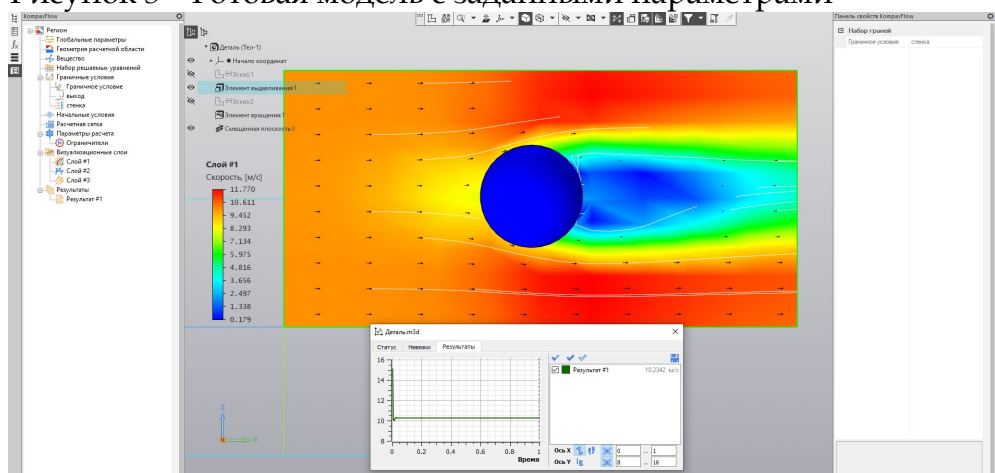 Рисунок 3 – Готовая модель с заданными параметрами
KompasFlow
Регион
Глобальные параметры
Геометрия расчетной области
Вещество
Набор решаемых уравнений
Граничные условия
Граничное условие
выход
стенка
Начальные условия
Расчетная сетка
Параметры расчета
Ограничители
Визуализационные слои
Слой #1
Слой #2
Слой #3
Результаты
Результат #1
Деталь (Тел-1)
Начало координат
(+)Эскиз:1
Элемент выдавливания:1
(+)Эскиз:2
Элемент вращения:1
Смещенная плоскость:1
Слой #1
Скорость, [м/с]
11.770
10.611
9.452
8.293
7.134
5.975
4.816
3.656
2.497
1.338
0.179
Y
Деталь.m3d
Статус Невязки Результаты
16
14
12
10
8
0 0.2 0.4 0.6 0.8 1
Время
Результат #1 10.2342 м/с
Ось X 0 .. 1
Ось Y lg 8 .. 16
Панель свойств KompasFlow
Набор граней
Граничное условие стенка